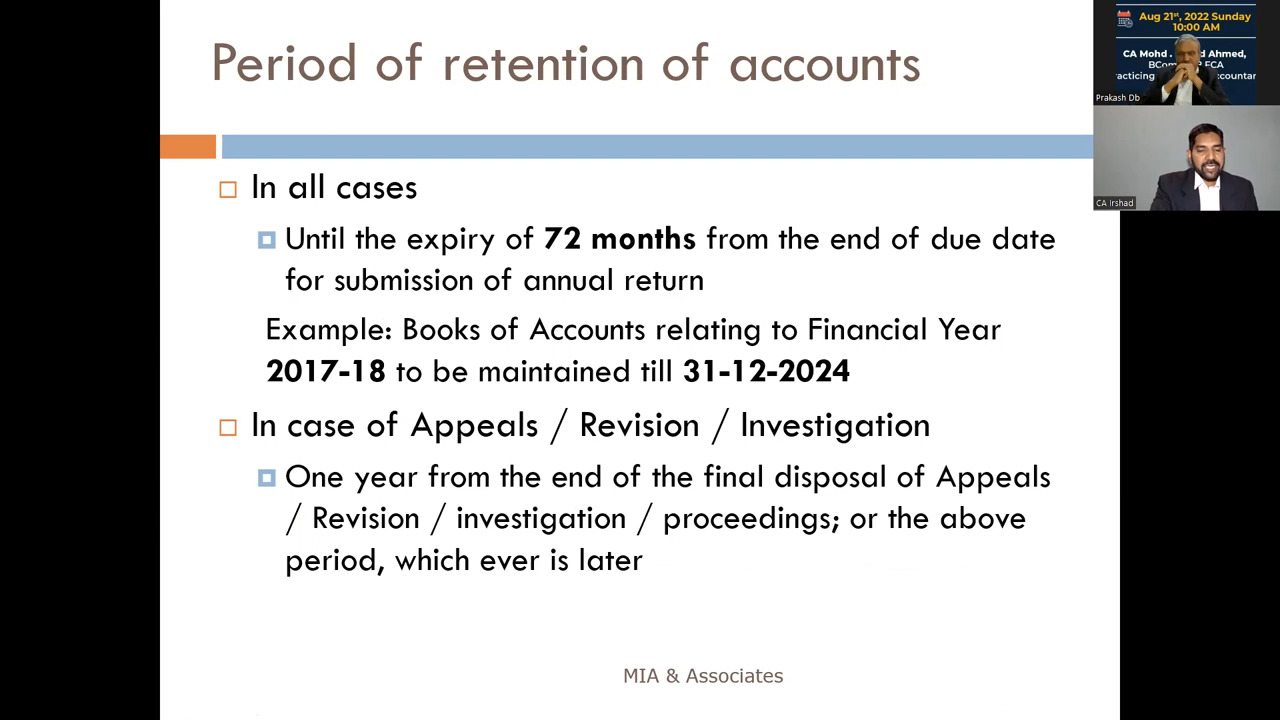 Period of retention of accounts
In all cases
Until the expiry of 72 months from the end of due date
for submission of annual return
Example: Books of Accounts relating to Financial Year
2017-18 to be maintained till 31-12-2024
In case of Appeals / Revision / Investigation
One year from the end of the final disposal of Appeals
/ Revision / investigation / proceedings; or the above
period, which ever is later
MIA & Associates
Aug 21st, 2022 Sunday
10:00 AM
CA Mohd Ahmed,
FCA
Prakash Db
CA Irshad